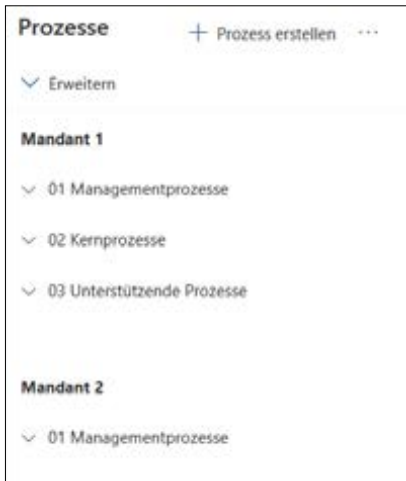 Prozesse + Prozess erstellen ...
Erweitern
Mandant 1
01 Managementprozesse
02 Kernprozesse
03 Unterstützende Prozesse
Mandant 2
01 Managementprozesse